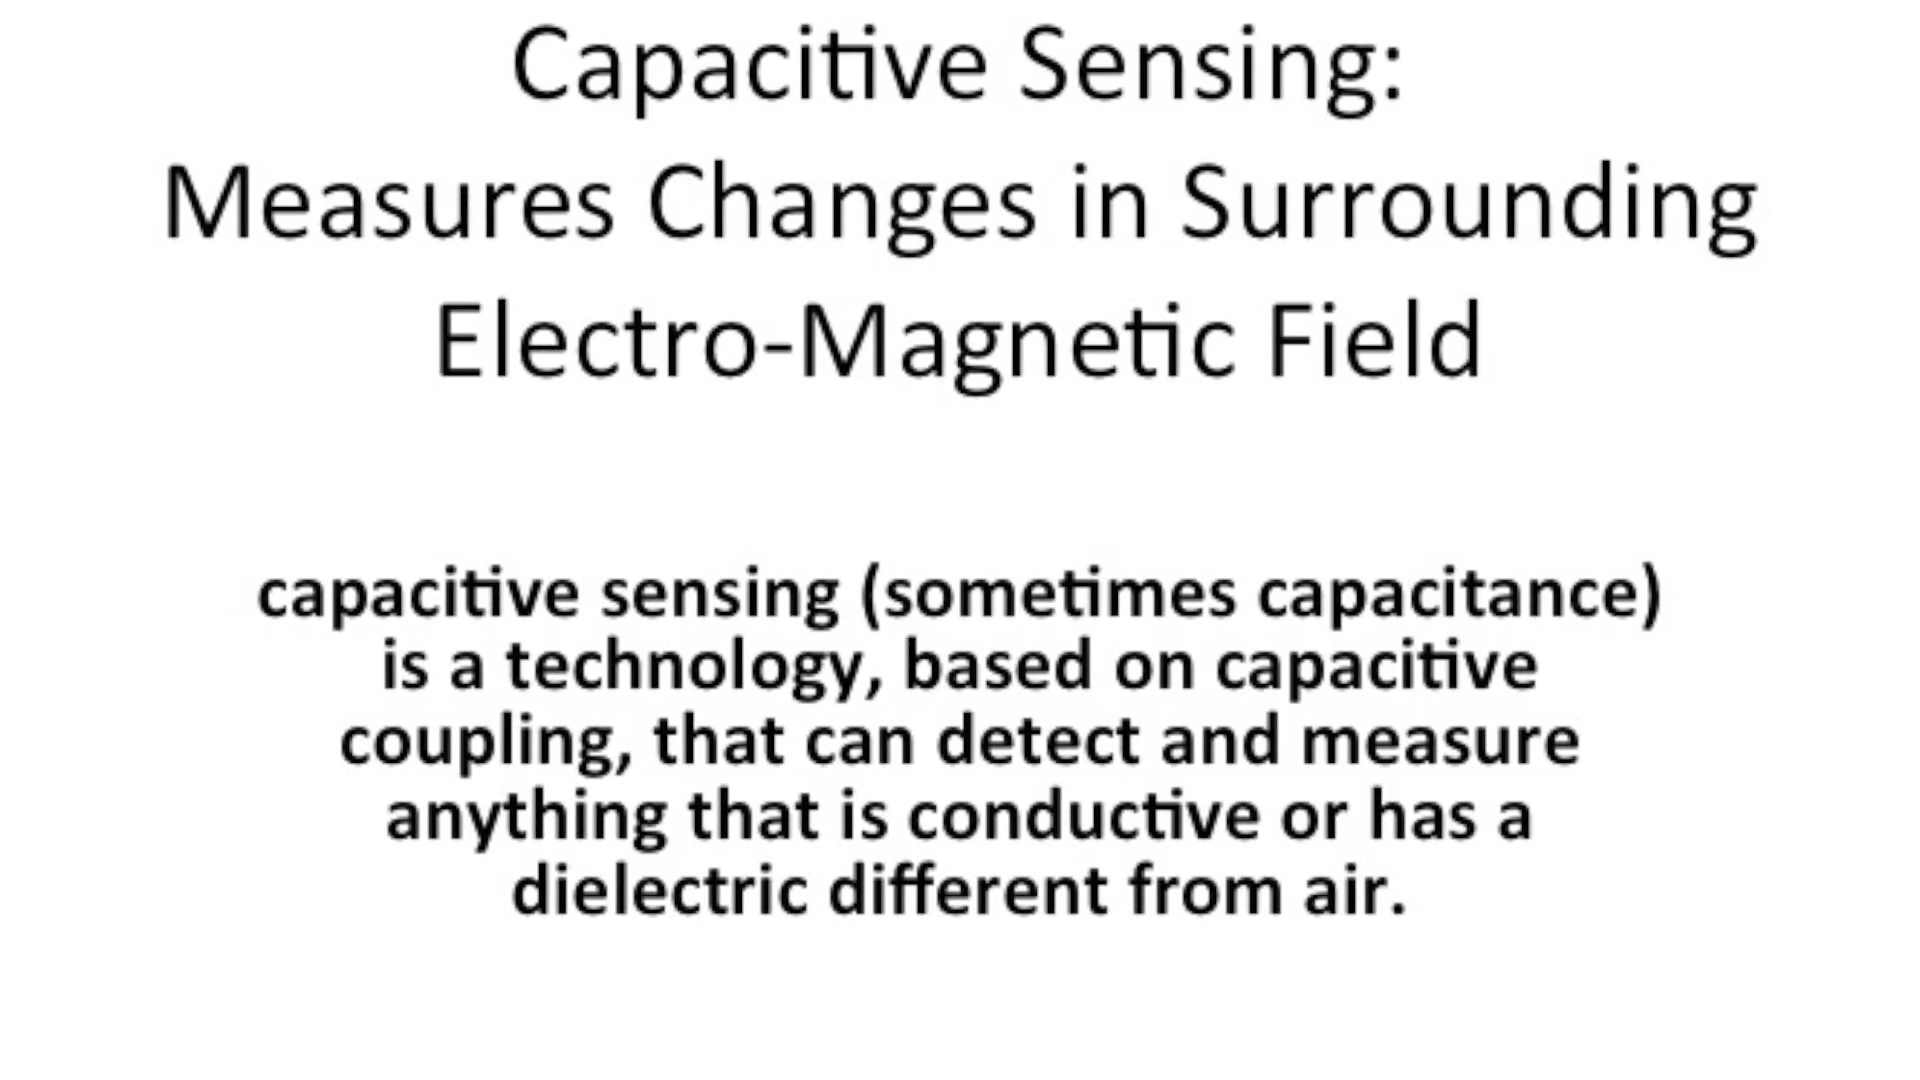 Capacitive Sensing:
Measures Changes in Surrounding
Electro-Magnetic Field
capacitive sensing (sometimes capacitance)
is a technology, based on capacitive
coupling, that can detect and measure
anything that is conductive or has a
dielectric different from air.